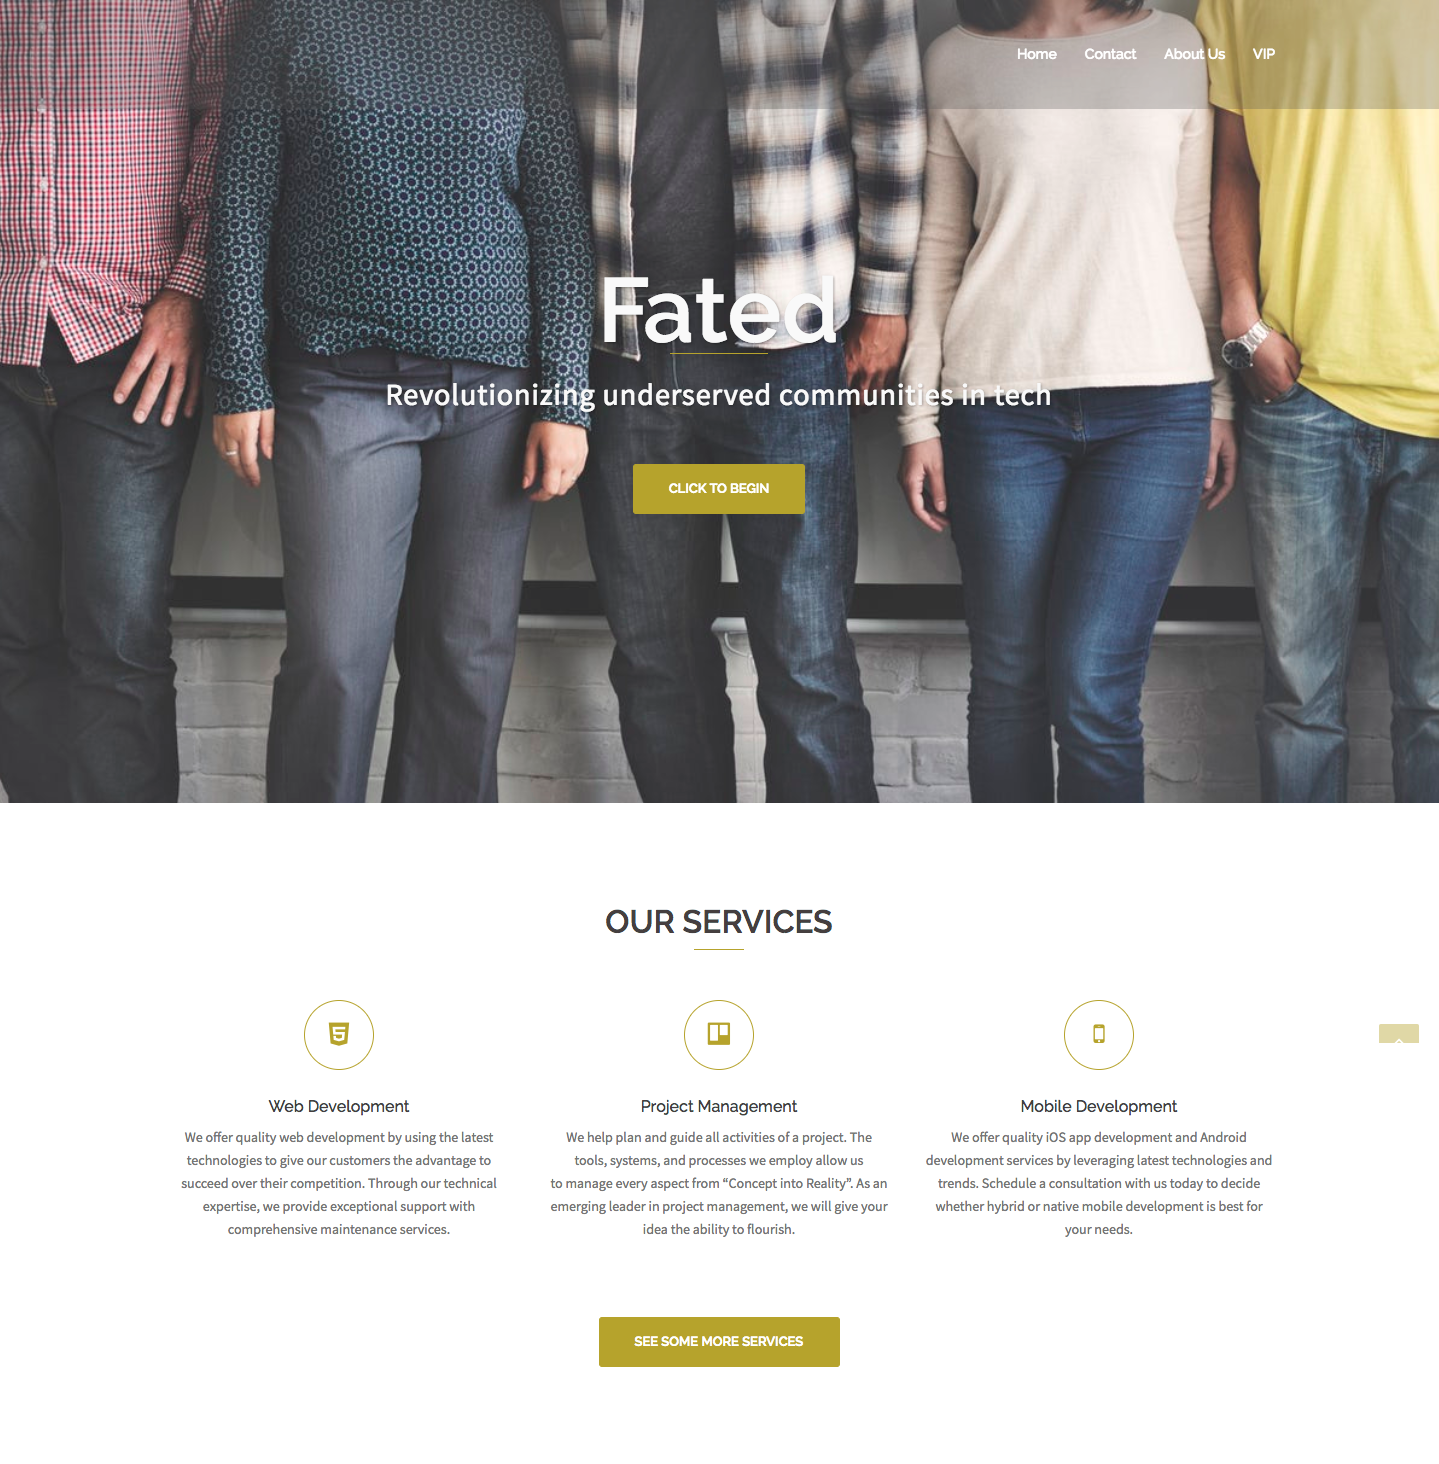 Home Contact About Us VIP
Fated
Revolutionizing underserved communities in tech
CLICK TO BEGIN
OUR SERVICES
Web Development
We offer quality web development by using the latest
technologies to give our customers the advantage to
succeed over their competition. Through our technical
expertise, we provide exceptional support with
comprehensive maintenance services.
Project Management
We help plan and guide all activities of a project. The
tools, systems, and processes we employ allow us
to manage every aspect from “Concept into Reality”. As an
emerging leader in project management, we will give your
idea the ability to flourish.
Mobile Development
We offer quality iOS app development and Android
development services by leveraging latest technologies and
trends. Schedule a consultation with us today to decide
whether hybrid or native mobile development is best for
your needs.
SEE SOME MORE SERVICES